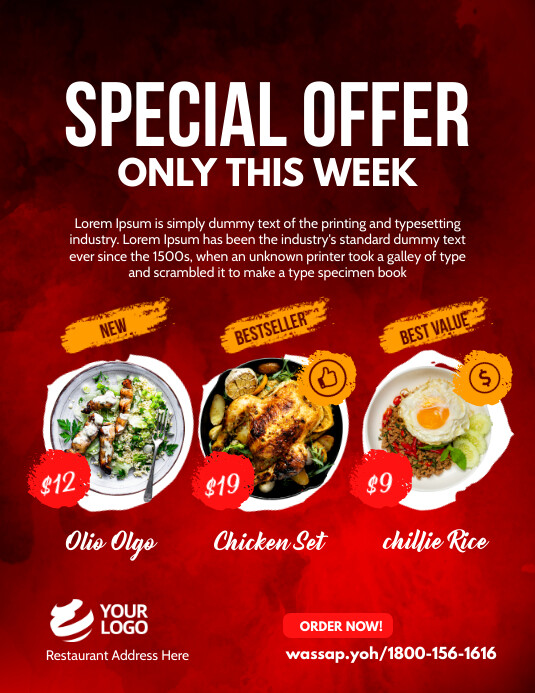 SPECIAL OFFER
ONLY THIS WEEK
Lorem Ipsum is simply dummy text of the printing and typesetting
industry. Lorem Ipsum has been the industry's standard dummy text
ever since the 1500s, when an unknown printer took a galley of type
and scrambled it to make a type specimen book
NEW
BESTSELLER
BEST VALUE
$
$12
$19
$9
Olio Olgo
Chicken Set
chillie Rice
YOUR
LOGO
Restaurant Address Here
ORDER NOW!
wassap.yoh/1800-156-1616